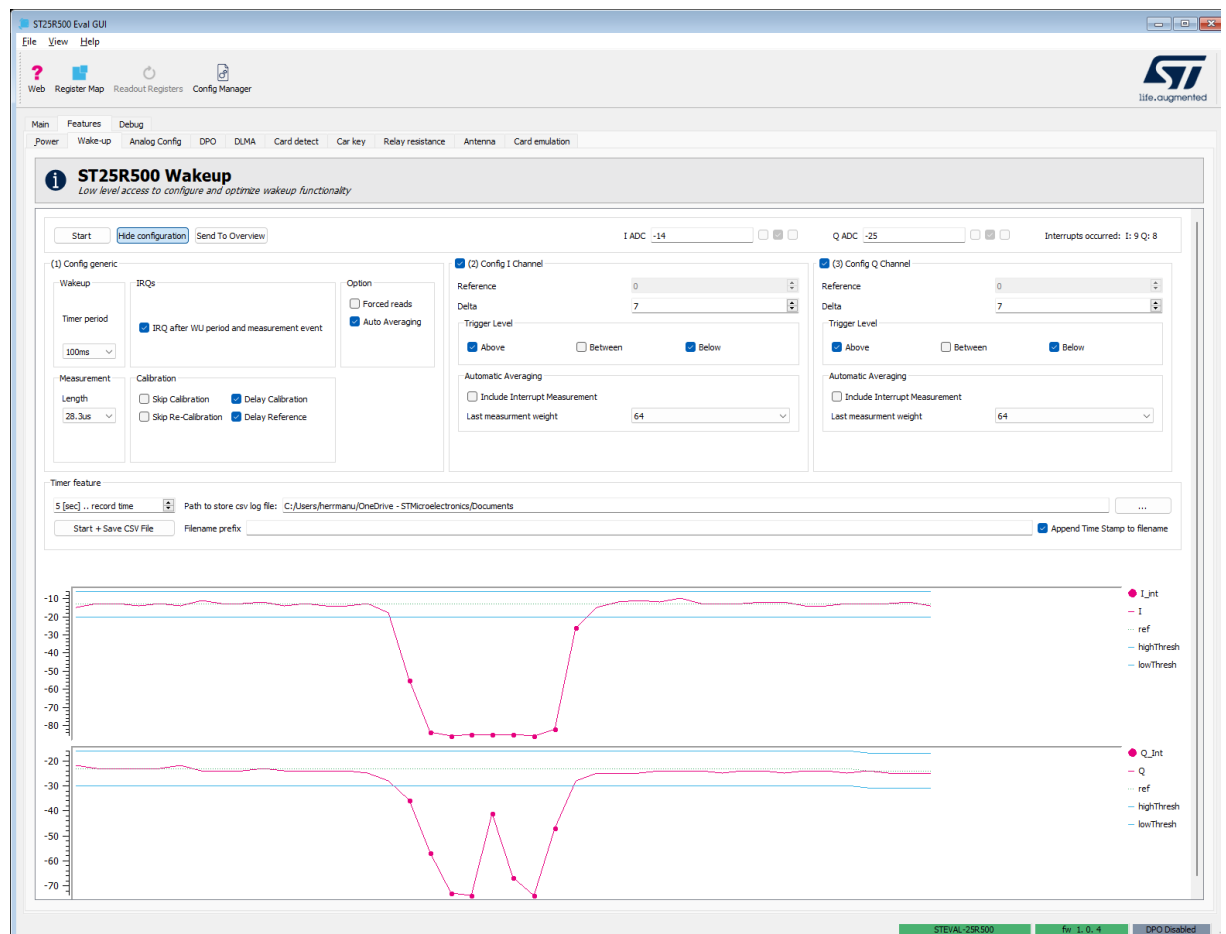 ST25R500 Eval GUI
File View Help
Web Register Map Readout Registers Config Manager
ST
life.augmented
Main Features Debug
Power Wake-up Analog Config DPO DLMA Card detect Car key Relay resistance Antenna Card emulation
ST25R500 Wakeup
Low level access to configure and optimize wakeup functionality
Start Hide configuration Send To Overview I ADC -14 Q ADC -25 Interrupts occurred: I: 9 Q: 8
(1) Config generic (2) Config I Channel (3) Config Q Channel
Wakeup IRQs Option Reference 0 Reference 0
Forced reads Delta 7 Delta 7
Timer period IRQ after WU period and measurement event Auto Averaging Trigger Level Trigger Level
100ms Above Between Below Above Between Below
Measurement Calibration Automatic Averaging Automatic Averaging
Length Skip Calibration Delay Calibration Include Interrupt Measurement Include Interrupt Measurement
28.3us Skip Re-Calibration Delay Reference Last measurment weight 64 Last measurment weight 64
Timer feature
5 [sec] .. record time Path to store csv log file: C:/Users/herrmanu/OneDrive - STMicroelectronics/Documents ...
Start + Save CSV File Filename prefix Append Time Stamp to filename
-10 I_int
-20 I
-30 ref
-40 highThresh
-50 lowThresh
-60
-70
-80
-20 Q_Int
Q
-30 ref
-40 highThresh
lowThresh
-50
-60
-70
STEVAL-25R500 fw 1. 0. 4 DPO Disabled